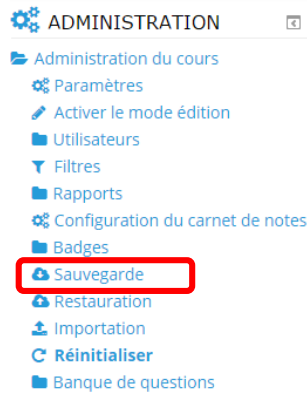 ADMINISTRATION
Administration du cours
Paramètres
Activer le mode édition
Utilisateurs
Filtres
Rapports
Configuration du carnet de notes
Badges
Sauvegarde
Restauration
Importation
Réinitialiser
Banque de questions